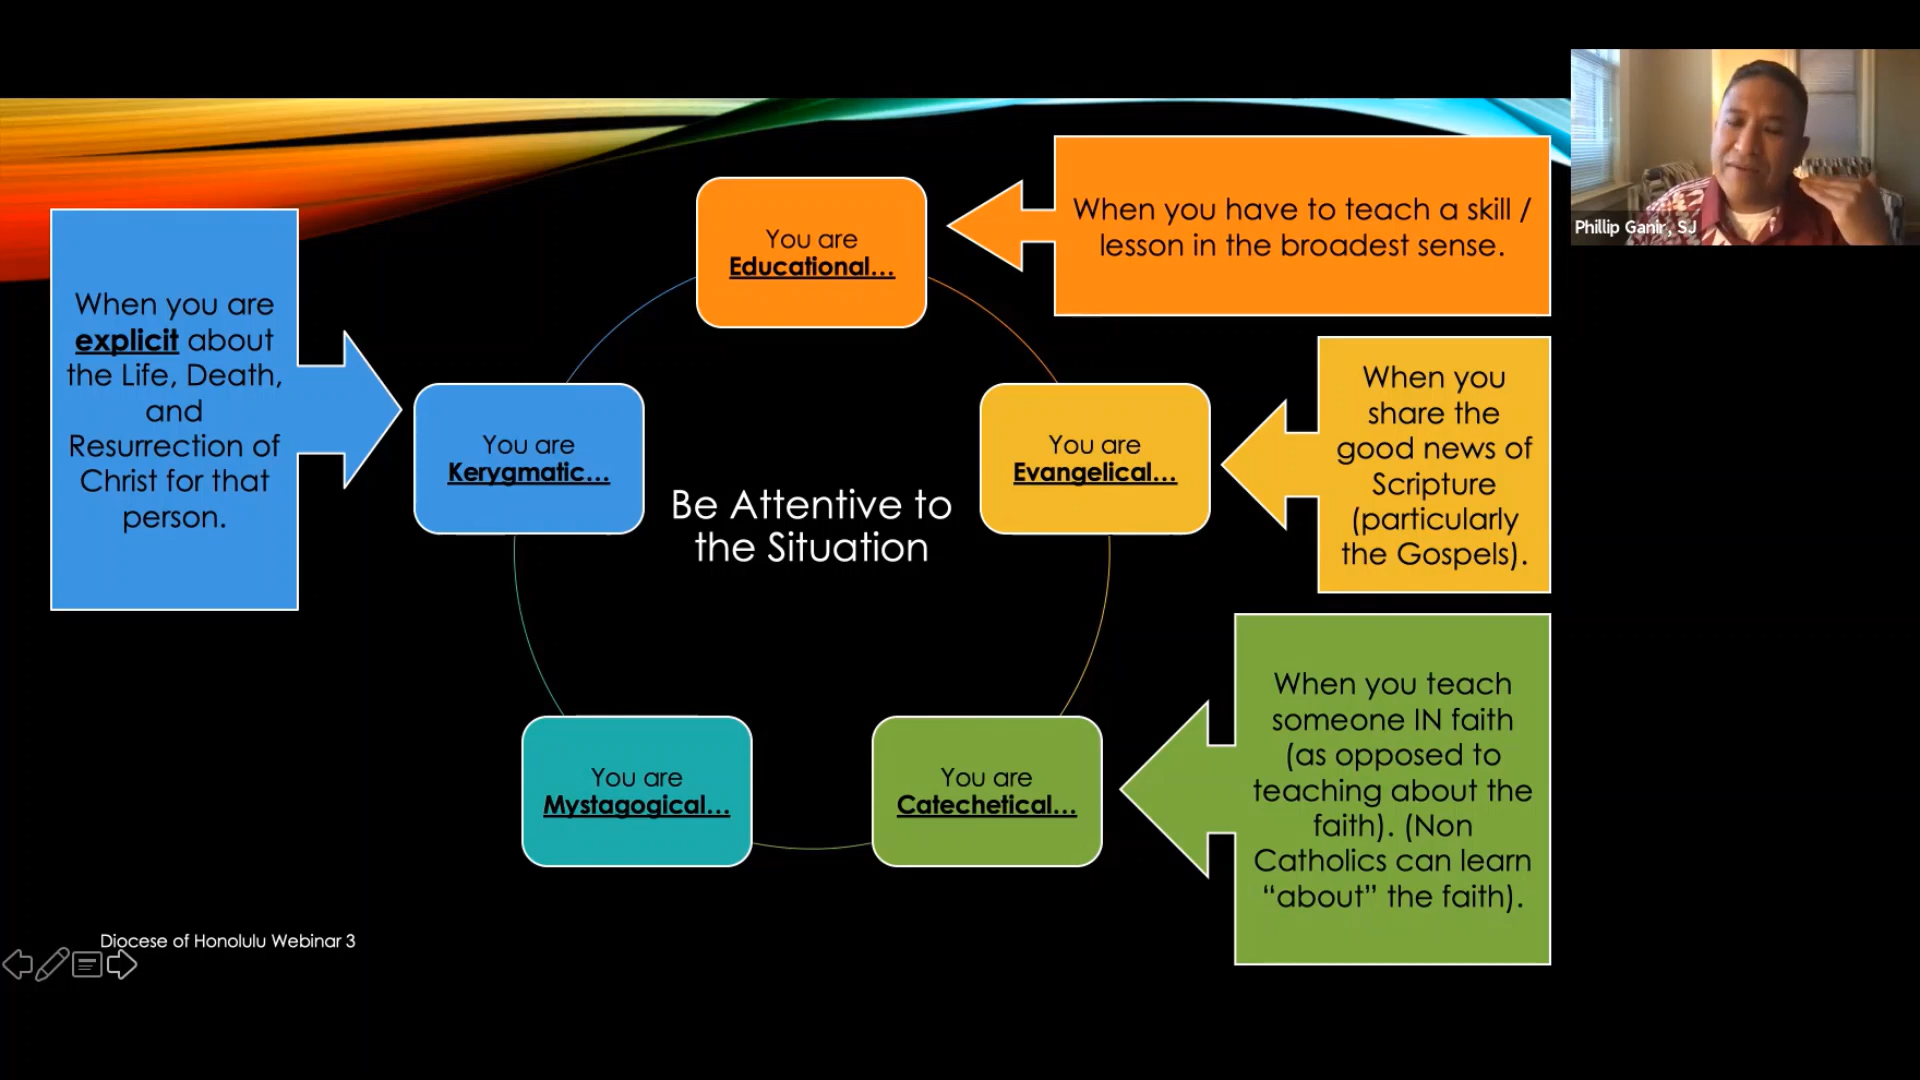 When you have to teach a skill /
lesson in the broadest sense.
You are
Educational...
Phillip Ganir, SJ
When you are
explicit about
the Life, Death,
and
Resurrection of
Christ for that
person.
You are
Kerygmatic...
Be Attentive to
the Situation
You are
Evangelical...
When you
share the
good news of
Scripture
(particularly
the Gospels).
You are
Mystagogical...
You are
Catechetical...
When you teach
someone IN faith
(as opposed to
teaching about the
faith). (Non
Catholics can learn
“about” the faith).
Diocese of Honolulu Webinar 3